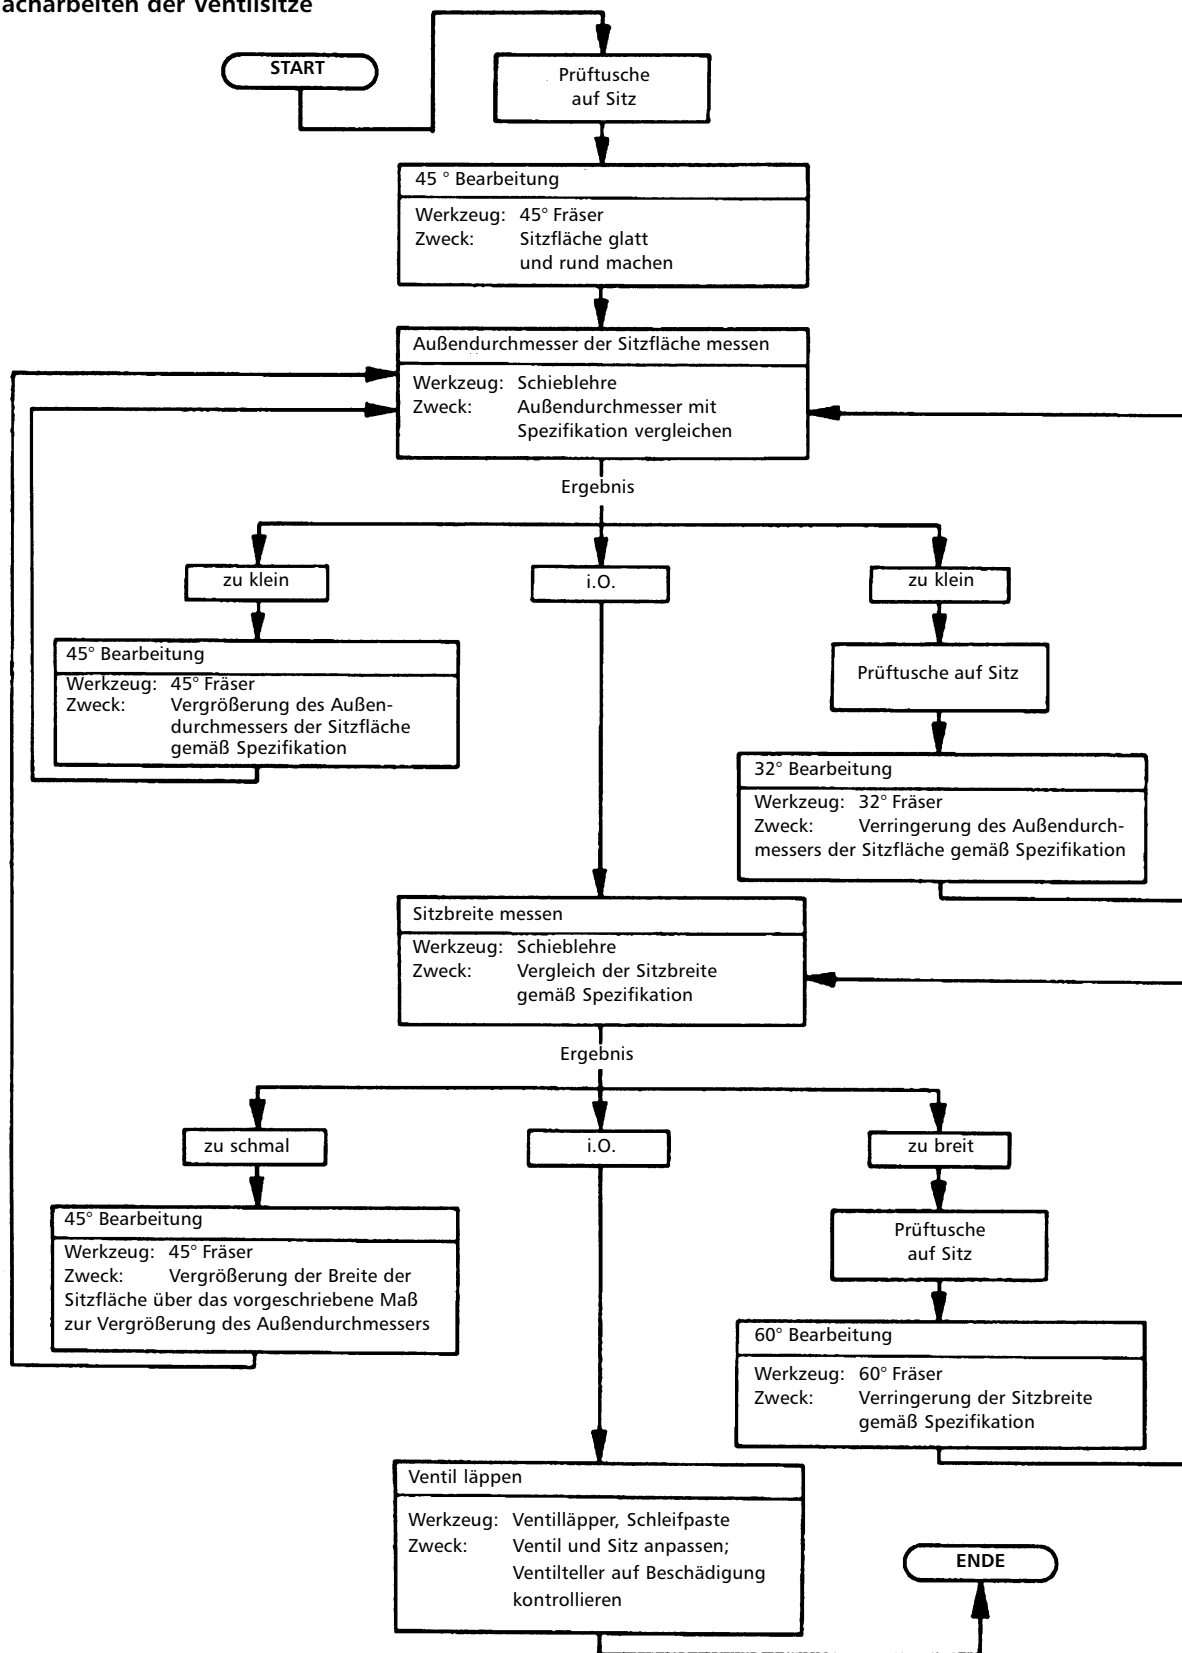 acharbeiten der Ventilsitze
START
Prüftusche
auf Sitz
45 ° Bearbeitung
Werkzeug: 45° Fräser
Zweck: Sitzfläche glatt
und rund machen
Außendurchmesser der Sitzfläche messen
Werkzeug: Schieblehre
Zweck: Außendurchmesser mit
Spezifikation vergleichen
Ergebnis
zu klein
i.O.
zu klein
45° Bearbeitung
Werkzeug: 45° Fräser
Zweck: Vergrößerung des Außen-
durchmessers der Sitzfläche
gemäß Spezifikation
Prüftusche auf Sitz
32° Bearbeitung
Werkzeug: 32° Fräser
Zweck: Verringerung des Außendurch-
messers der Sitzfläche gemäß Spezifikation
Sitzbreite messen
Werkzeug: Schieblehre
Zweck: Vergleich der Sitzbreite
gemäß Spezifikation
Ergebnis
zu schmal
i.O.
zu breit
45° Bearbeitung
Werkzeug: 45° Fräser
Zweck: Vergrößerung der Breite der
Sitzfläche über das vorgeschriebene Maß
zur Vergrößerung des Außendurchmessers
Prüftusche
auf Sitz
60° Bearbeitung
Werkzeug: 60° Fräser
Zweck: Verringerung der Sitzbreite
gemäß Spezifikation
Ventil läppen
Werkzeug: Ventilläpper, Schleifpaste
Zweck: Ventil und Sitz anpassen;
Ventilteller auf Beschädigung
kontrollieren
ENDE